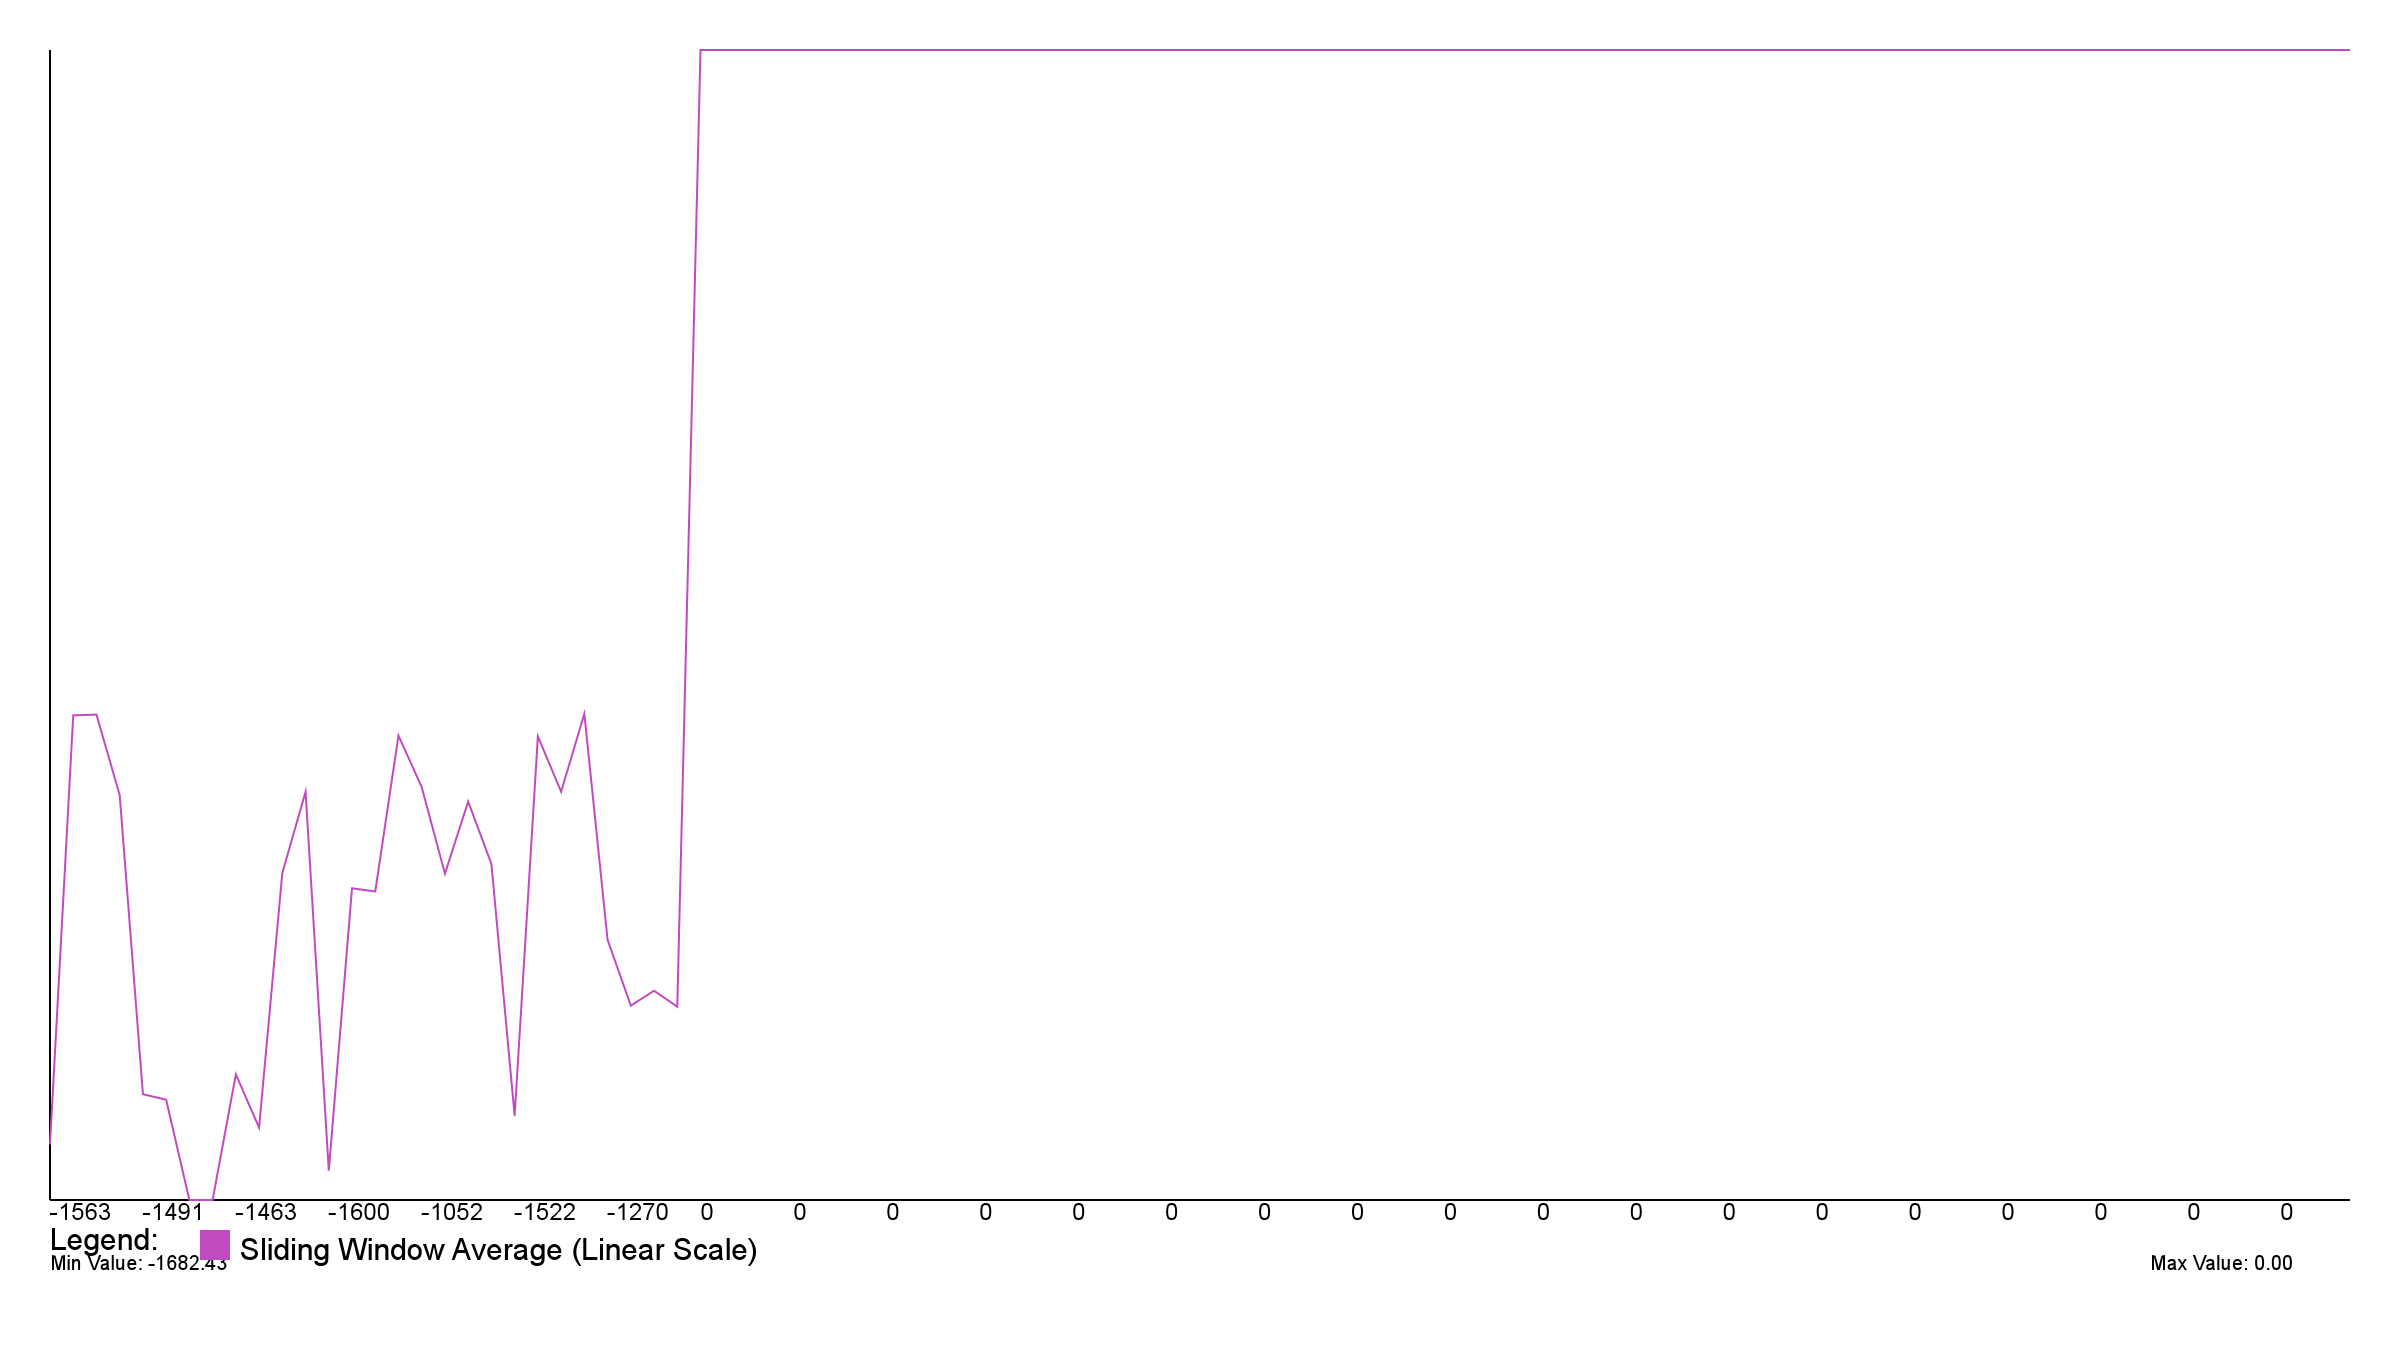 -1563 -1491 -1463 -1600 -1052 -1522 -1270 0 0 0 0 0 0 0 0 0 0 0 0 0 0 0 0 0 0
Legend: Sliding Window Average (Linear Scale)
Min Value: -1682.43 Max Value: 0.00